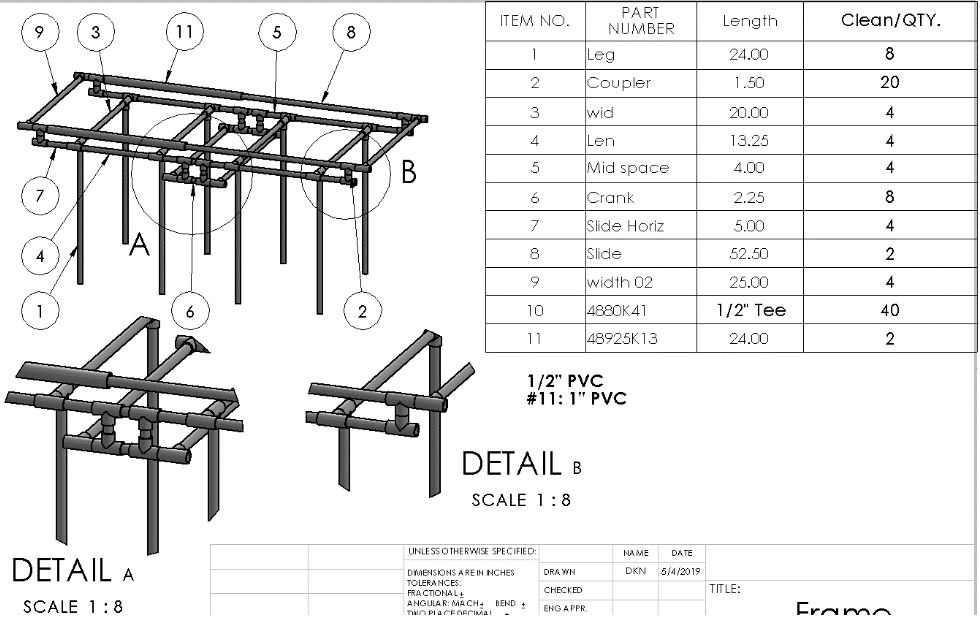 9
3
11
5
8
B
7
A
4
1
6
2
ITEM NO. PART NUMBER Length Clean/QTY.
1 Leg 24.00 8
2 Coupler 1.50 20
3 wid 20.00 4
4 Len 13.25 4
5 Mid space 4.00 4
6 Crank 2.25 8
7 Slide Horiz 5.00 4
8 Slide 52.50 2
9 width 02 25.00 4
10 4880K41 1/2" Tee 40
11 48925K13 24.00 2
1/2" PVC
#11: 1" PVC
DETAIL B
SCALE 1 : 8
DETAIL A
SCALE 1 : 8
UNLESS OTHERWISE SPECIFIED:
DIMENSIONS ARE IN INCHES
TOLERANCES:
FRACTIONAL ±
ANGULAR: MACH ± BEND ±
TWO PLACE DECIMAL ±
NAME DATE
DRAWN DKN 5/4/2019
CHECKED
ENG APPR.
TITLE:
Frame